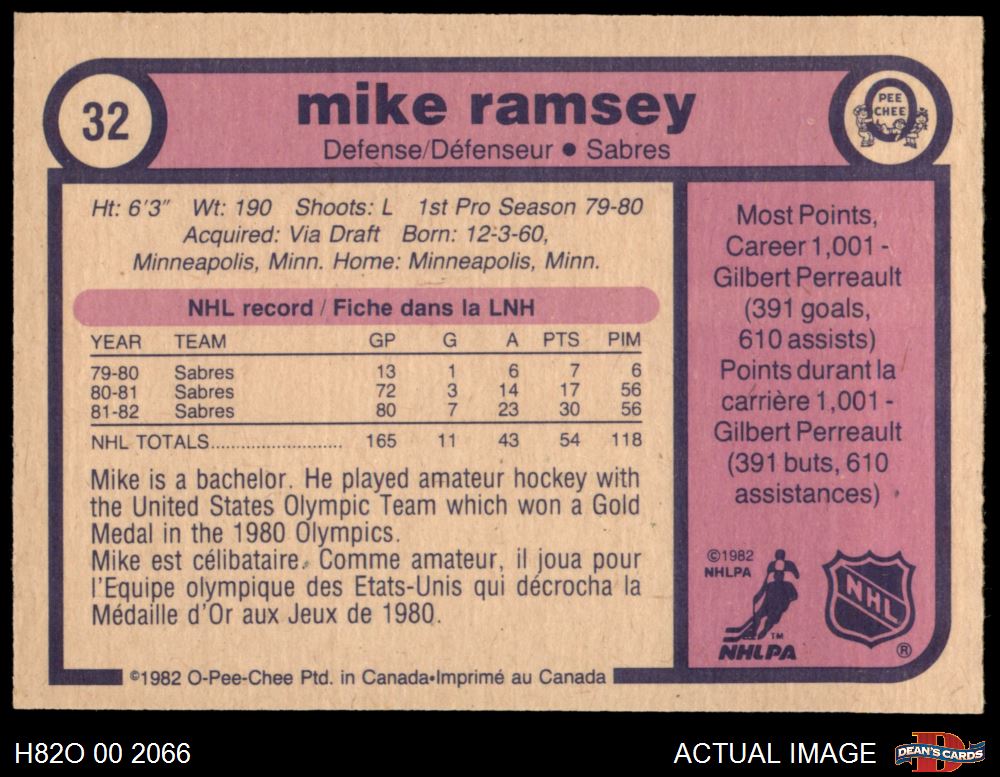 32
mike ramsey
PEE
CHEE
Defense/Défenseur ● Sabres
Ht: 6'3" Wt: 190 Shoots: L 1st Pro Season 79-80
Acquired: Via Draft Born: 12-3-60,
Minneapolis, Minn. Home: Minneapolis, Minn.
NHL record / Fiche dans la LNH
YEAR TEAM GP G A PTS PIM
79-80 Sabres 13 1 6 7 6
80-81 Sabres 72 3 14 17 56
81-82 Sabres 80 7 23 30 56
NHL TOTALS............................ 165 11 43 54 118
Mike is a bachelor. He played amateur hockey with
the United States Olympic Team which won a Gold
Medal in the 1980 Olympics.
Mike est célibataire. Comme amateur, il joua pour
l'Equipe olympique des Etats-Unis qui décrocha la
Médaille d'Or aux Jeux de 1980.
©1982 O-Pee-Chee Ptd. in Canada•Imprimé au Canada
Most Points,
Career 1,001 -
Gilbert Perreault
(391 goals,
610 assists)
Points durant la
carrière 1,001 -
Gilbert Perreault
(391 buts, 610
assistances)
©1982
NHLPA
TM
NHLPA
NHL
®
H82O 00 2066
ACTUAL IMAGE
D
DEAN'S CARDS